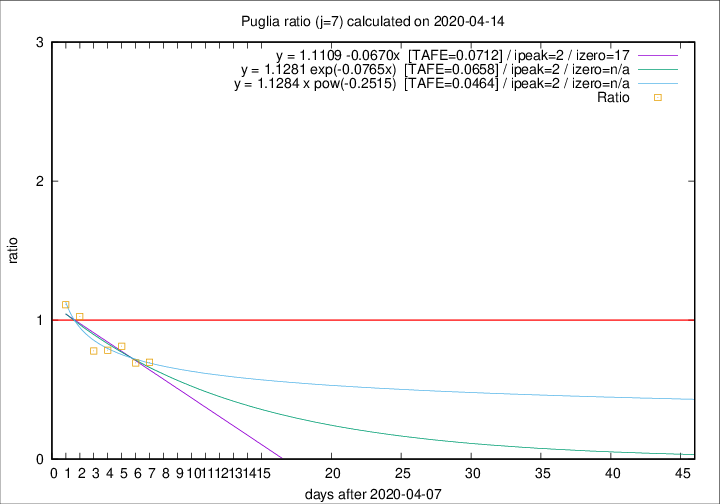 Puglia ratio (j=7) calculated on 2020-04-14
y = 1.1109 -0.0670x [TAFE=0.0712] / ipeak=2 / izero=17
y = 1.1281 exp(-0.0765x) [TAFE=0.0658] / ipeak=2 / izero=n/a
y = 1.1284 x pow(-0.2515) [TAFE=0.0464] / ipeak=2 / izero=n/a
Ratio
3
2
1
0
ratio
0 1 2 3 4 5 6 7 8 9 10 11 12 13 14 15 20 25 30 35 40 45
days after 2020-04-07